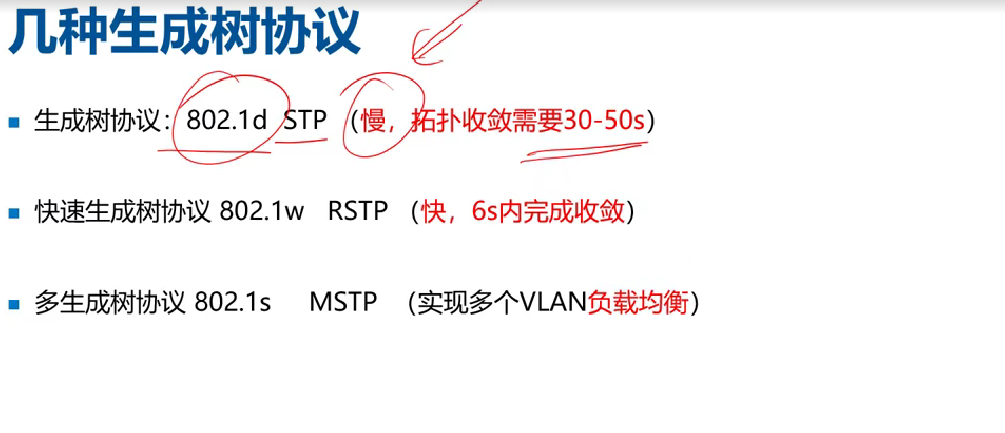 几种生成树协议
生成树协议：802.1d STP （慢，拓扑收敛需要30-50s）
快速生成树协议 802.1w RSTP （快，6s内完成收敛）
多生成树协议 802.1s MSTP （实现多个VLAN负载均衡）